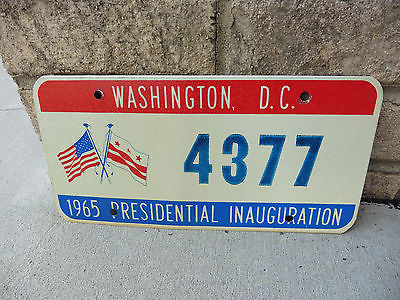 WASHINGTON, D.C.
4377
1965 PRESIDENTIAL INAUGURATION